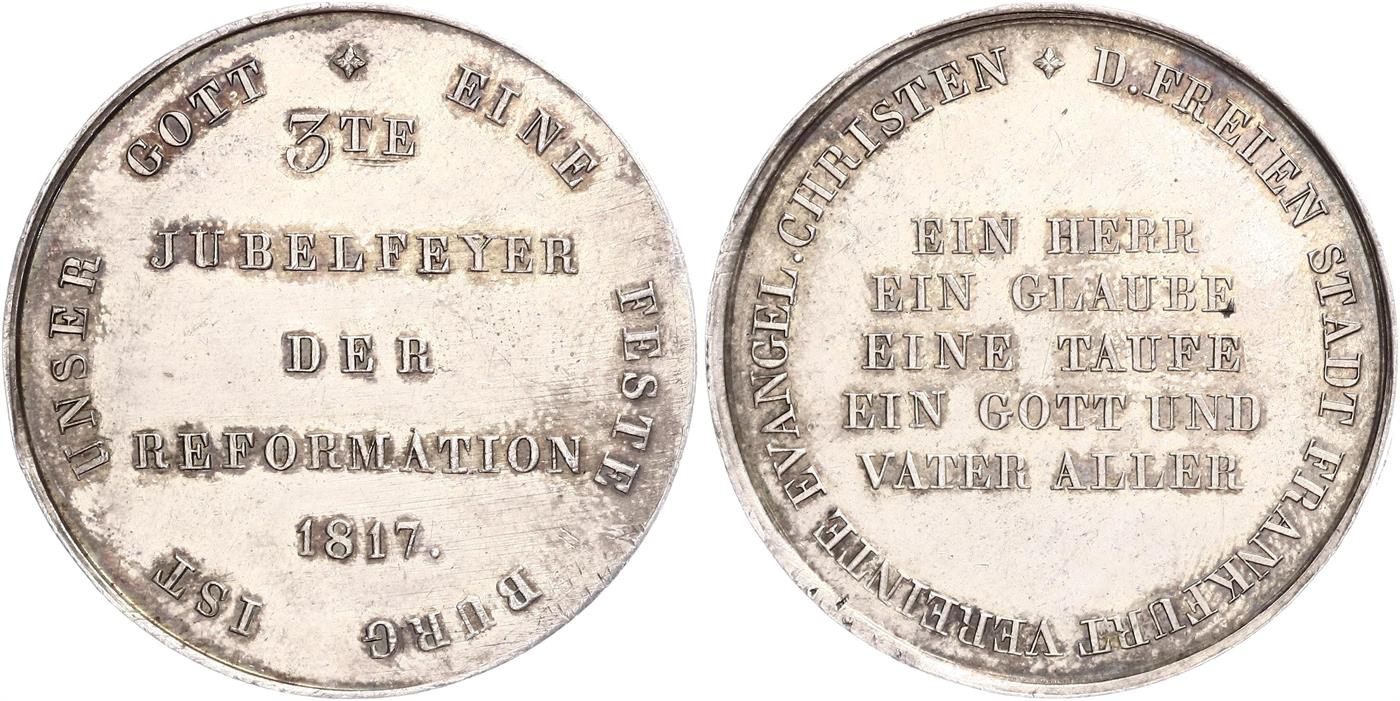 EINE FESTE BURG IST UNSER GOTT
3TE
JUBELFEYER
DER
REFORMATION
1817.
D. FREIEN STADT FRANKFURT VEREINTE EVANGEL. CHRISTEN
EIN HERR
EIN GLAUBE
EINE TAUFE
EIN GOTT UND
VATER ALLER